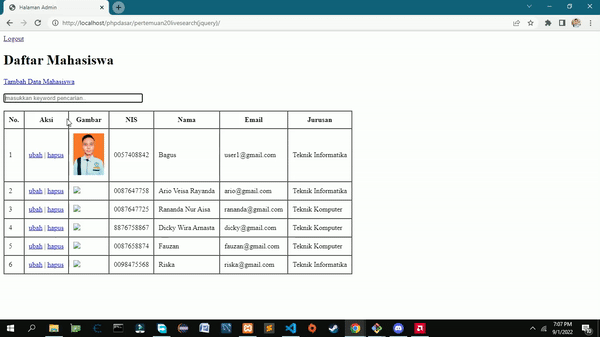 Halaman Admin
http://localhost/phpdasar/pertemuan20livesearch(jquery)/
Logout
Daftar Mahasiswa
Tambah Data Mahasiswa
masukkan keyword pencarian
No. Aksi Gambar NIS Nama Email Jurusan
1 ubah | hapus 0057408842 Bagus user1@gmail.com Teknik Informatika
2 ubah | hapus 0087647758 Ario Veisa Rayanda ario@gmail.com Teknik Informatika
3 ubah | hapus 0087647725 Rananda Nur Aisa rananda@gmail.com Teknik Komputer
4 ubah | hapus 8876758867 Dicky Wira Arnasta dicky@gmail.com Teknik Komputer
5 ubah | hapus 0087658874 Fauzan fauzan@gmail.com Teknik Komputer
6 ubah | hapus 0098475568 Riska riska@gmail.com Teknik Informatika
7:07 PM
9/1/2022